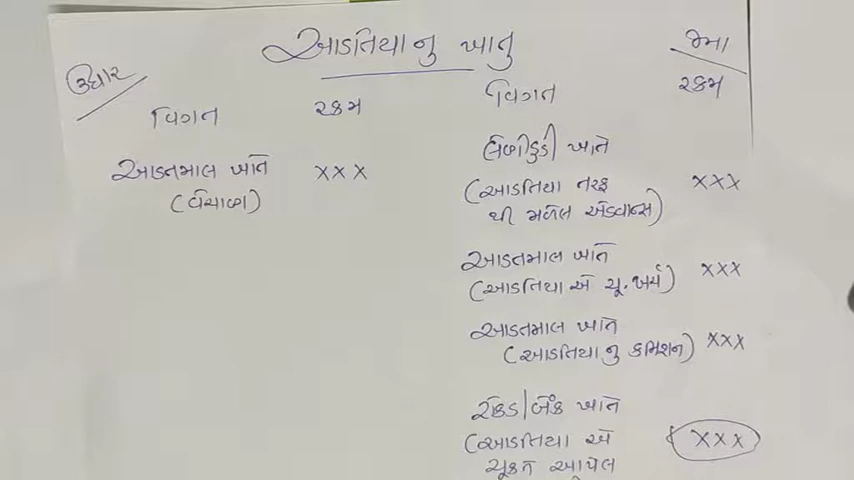 આડતિયાનુ ખાતુ
ઉધાર
જમા
વિગત રકમ વિગત રકમ
આડતમાલ ખાતે xxx
(વેચાણ)
લેણીહુંડી ખાતે
(આડતિયા તરફ xxx
થી મળેલ એડવાન્સ)
આડતમાલ ખાતે
(આડતિયા એ ચૂ. ખર્ચ) xxx
આડતમાલ ખાતે
(આડતિયા નુ કમિશન) xxx
રોકડ/બેંક ખાતે
(આડતિયા એ xxx
ચૂકતે આપેલ